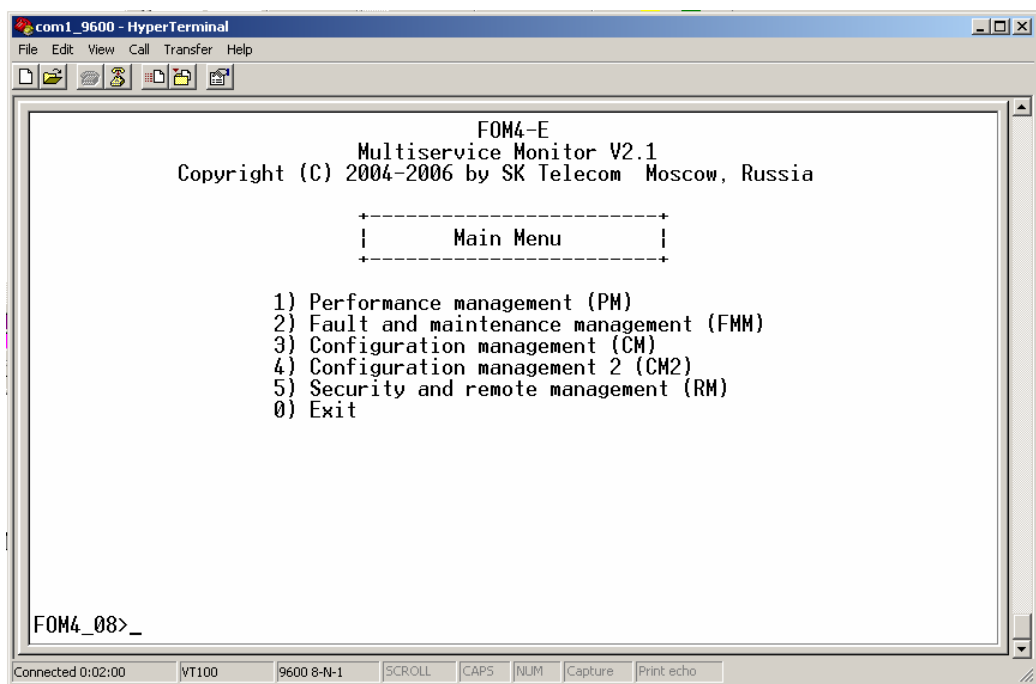 com1_9600 - HyperTerminal
File Edit View Call Transfer Help
FOM4-E
Multiservice Monitor V2.1
Copyright (C) 2004-2006 by SK Telecom Moscow, Russia
Main Menu
1) Performance management (PM)
2) Fault and maintenance management (FMM)
3) Configuration management (CM)
4) Configuration management 2 (CM2)
5) Security and remote management (RM)
0) Exit
FOM4_08>_
Connected 0:02:00 VT100 9600 8-N-1 SCROLL CAPS NUM Capture Print echo